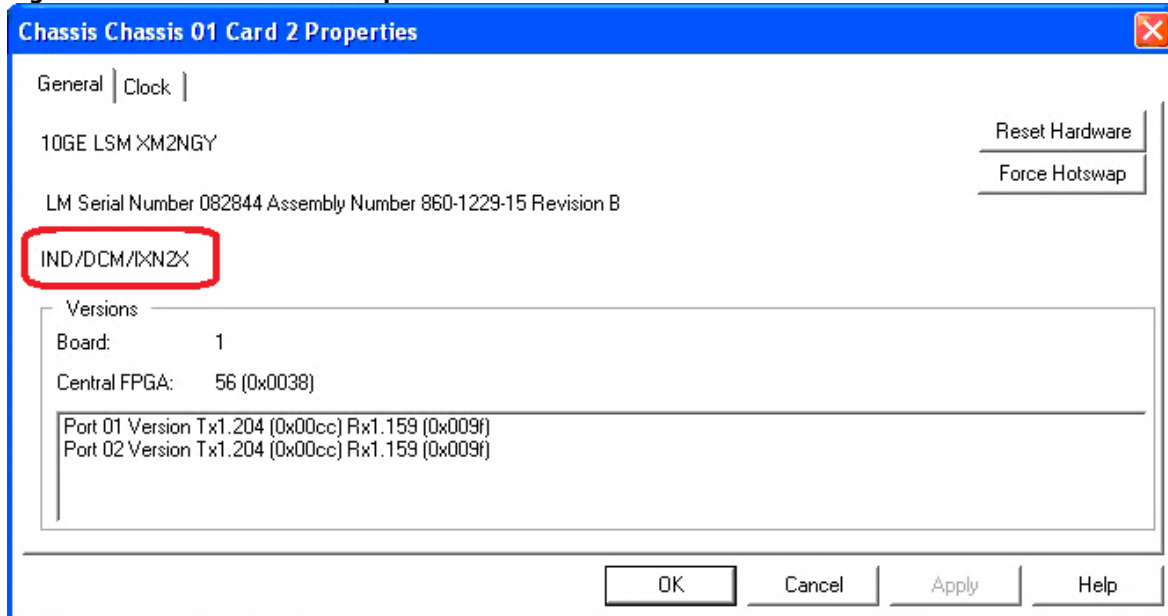 Chassis Chassis 01 Card 2 Properties
General
Clock
10GE LSM XM2NGY
Reset Hardware
Force Hotswap
LM Serial Number 082844 Assembly Number 860-1229-15 Revision B
IND/DCM/IXN2X
Versions
Board: 1
Central FPGA: 56 (0x0038)
Port 01 Version Tx1.204 (0x00cc) Rx1.159 (0x009f)
Port 02 Version Tx1.204 (0x00cc) Rx1.159 (0x009f)
OK Cancel Apply Help